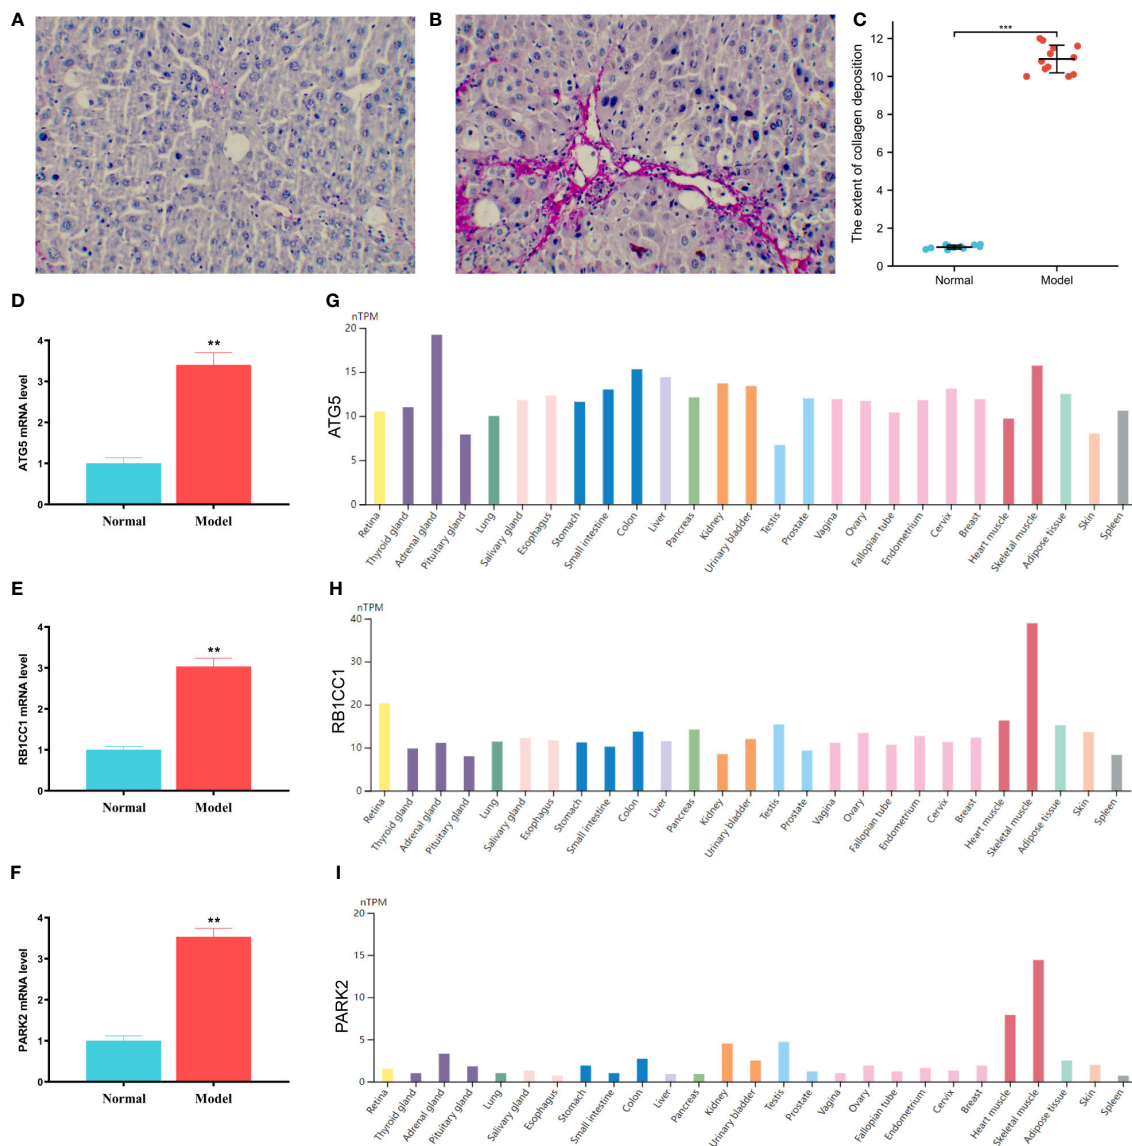 A
B
C
The extent of collagen deposition
***
12
10
8
6
4
2
0
Normal
Model
D
ATG5 mRNA level
4
3
2
1
0
**
Normal
Model
G
nTPM
ATG5
20
15
10
5
0
Retina
Thyroid gland
Adrenal gland
Pituitary gland
Lung
Salivary gland
Esophagus
Stomach
Small intestine
Colon
Liver
Pancreas
Kidney
Urinary bladder
Testis
Prostate
Vagina
Ovary
Fallopian tube
Endometrium
Cervix
Breast
Heart muscle
Skeletal muscle
Adipose tissue
Skin
Spleen
E
RB1CC1 mRNA level
4
3
2
1
0
**
Normal
Model
H
nTPM
RB1CC1
40
30
20
10
0
Retina
Thyroid gland
Adrenal gland
Pituitary gland
Lung
Salivary gland
Esophagus
Stomach
Small intestine
Colon
Liver
Pancreas
Kidney
Urinary bladder
Testis
Prostate
Vagina
Ovary
Fallopian tube
Endometrium
Cervix
Breast
Heart muscle
Skeletal muscle
Adipose tissue
Skin
Spleen
F
PARK2 mRNA level
4
3
2
1
0
**
Normal
Model
I
nTPM
PARK2
20
15
10
5
0
Retina
Thyroid gland
Adrenal gland
Pituitary gland
Lung
Salivary gland
Esophagus
Stomach
Small intestine
Colon
Liver
Pancreas
Kidney
Urinary bladder
Testis
Prostate
Vagina
Ovary
Fallopian tube
Endometrium
Cervix
Breast
Heart muscle
Skeletal muscle
Adipose tissue
Skin
Spleen